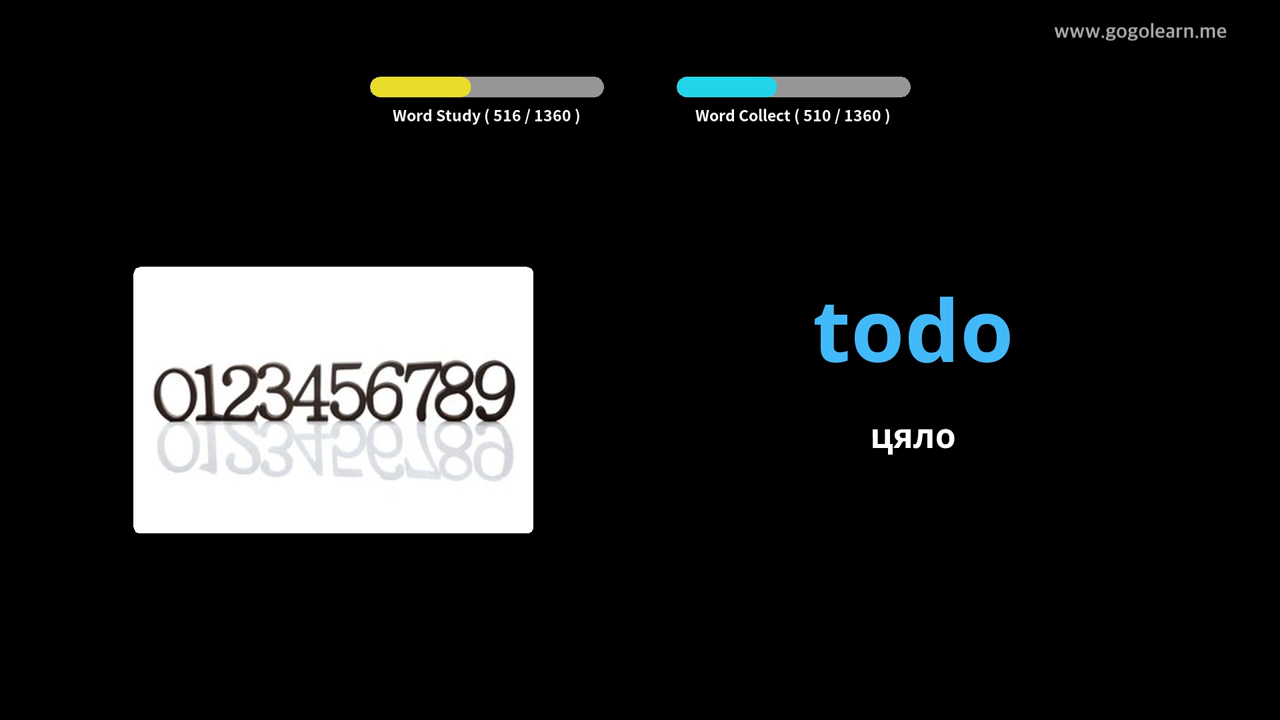 www.gogolearn.me
Word Study ( 516 / 1360 )
Word Collect ( 510 / 1360 )
0123456789
todo
цяло